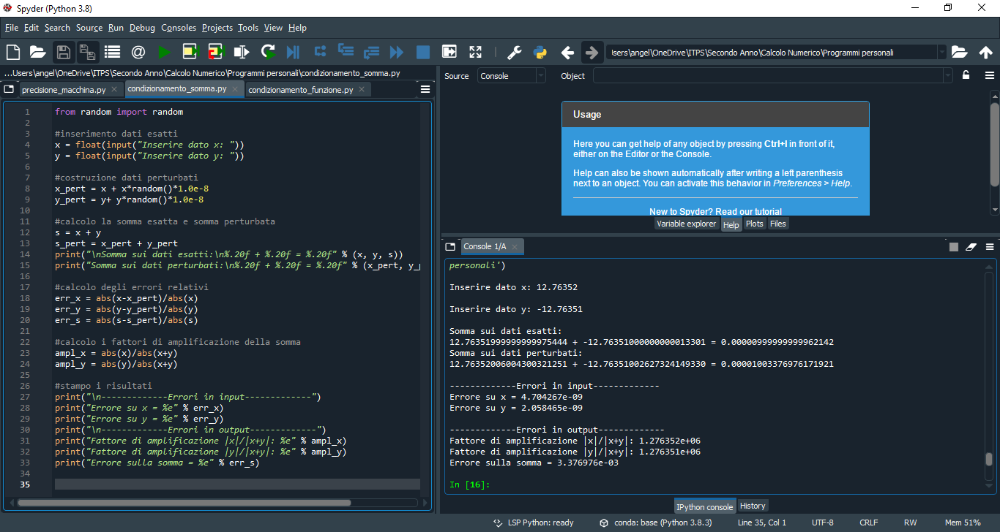 Spyder (Python 3.8)
File Edit Search Source Run Debug Consoles Projects Tools View Help
lsers\angel\OneDrive\ITPS\Secondo Anno\Calcolo Numerico\Programmi personali
...Users\angel\OneDrive\ITPS\Secondo Anno\Calcolo Numerico\Programmi personali\condizionamento_somma.py
precisione_macchina.py condizionamento_somma.py condizionamento_funzione.py
1 from random import random
2
3 #inserimento dati esatti
4 x = float(input("Inserire dato x: "))
5 y = float(input("Inserire dato y: "))
6
7 #costruzione dati perturbati
8 x_pert = x + x*random()*1.0e-8
9 y_pert = y+ y*random()*1.0e-8
10
11 #calcolo la somma esatta e somma perturbata
12 s = x + y
13 s_pert = x_pert + y_pert
14 print("\nSomma sui dati esatti:\n%.20f + %.20f = %.20f" % (x, y, s))
15 print("Somma sui dati perturbati:\n%.20f + %.20f = %.20f" % (x_pert, y_p
16
17 #calcolo degli errori relativi
18 err_x = abs(x-x_pert)/abs(x)
19 err_y = abs(y-y_pert)/abs(y)
20 err_s = abs(s-s_pert)/abs(s)
21
22 #calcolo i fattori di amplificazione della somma
23 ampl_x = abs(x)/abs(x+y)
24 ampl_y = abs(y)/abs(x+y)
25
26 #stampo i risultati
27 print("\n-------------Errori in input-------------")
28 print("Errore su x = %e" % err_x)
29 print("Errore su y = %e" % err_y)
30 print("\n-------------Errori in output-------------")
31 print("Fattore di amplificazione |x|/|x+y|: %e" % ampl_x)
32 print("Fattore di amplificazione |y|/|x+y|: %e" % ampl_y)
33 print("Errore sulla somma = %e" % err_s)
34
35
Source Console Object
Usage
Here you can get help of any object by pressing Ctrl+I in front of it,
either on the Editor or the Console.
Help can also be shown automatically after writing a left parenthesis
next to an object. You can activate this behavior in Preferences > Help.
New to Spyder? Read our tutorial
Variable explorer Help Plots Files
Console 1/A
personali')
Inserire dato x: 12.76352
Inserire dato y: -12.76351
Somma sui dati esatti:
12.76351999999999975444 + -12.76351000000000013301 = 0.00000999999999962142
Somma sui dati perturbati:
12.76352006004300321251 + -12.76351002627324149330 = 0.00001003376976171921
-------------Errori in input-------------
Errore su x = 4.704267e-09
Errore su y = 2.058465e-09
-------------Errori in output-------------
Fattore di amplificazione |x|/|x+y|: 1.276352e+06
Fattore di amplificazione |y|/|x+y|: 1.276351e+06
Errore sulla somma = 3.376976e-03
In [16]:
IPython console History
LSP Python: ready conda: base (Python 3.8.3) Line 35, Col 1 UTF-8 CRLF RW Mem 51%